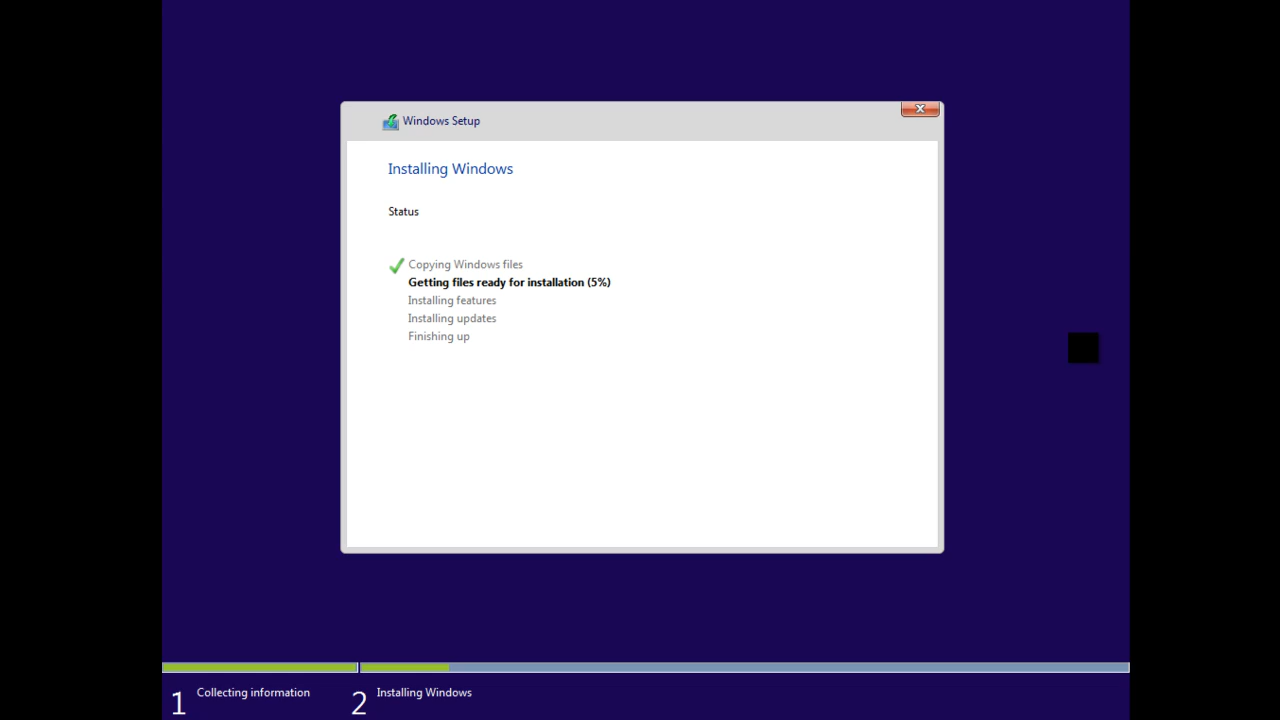 Windows Setup
Installing Windows
Status
Copying Windows files
Getting files ready for installation (5%)
Installing features
Installing updates
Finishing up
1 Collecting information
2 Installing Windows